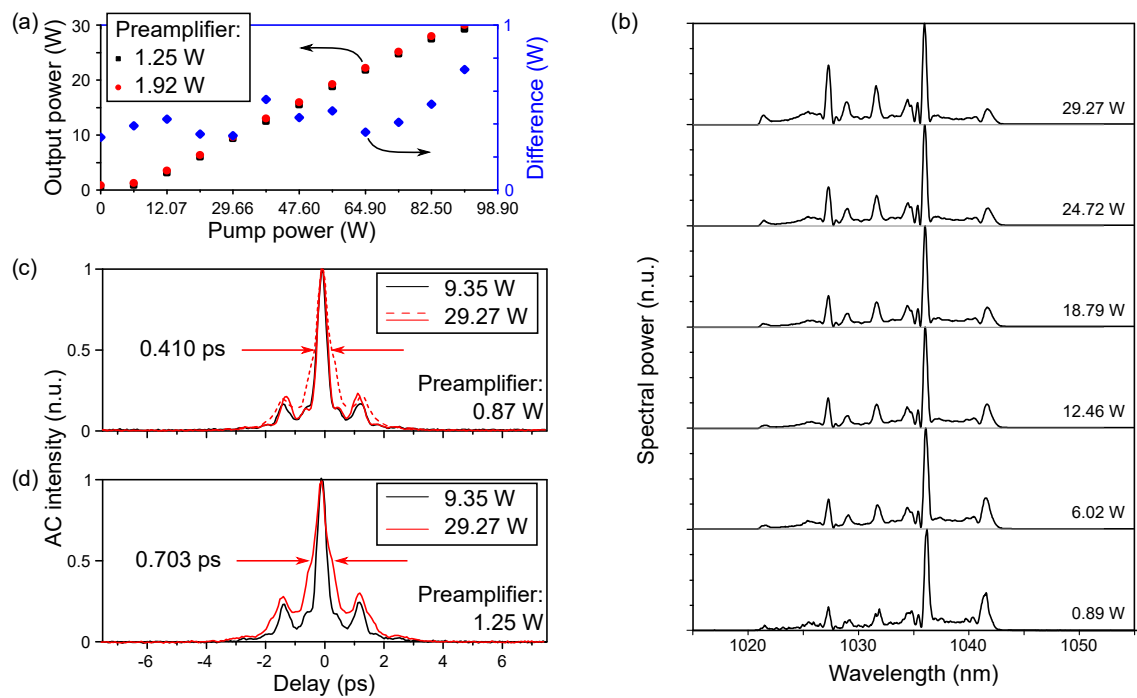 (a)
30
20
10
0
Output power (W)
Preamplifier:
1.25 W
1.92 W
1
0
Difference (W)
0 12.07 29.66 47.60 64.90 82.50 98.90
Pump power (W)
(b)
29.27 W
24.72 W
18.79 W
12.46 W
6.02 W
0.89 W
Spectral power (n.u.)
1020 1030 1040 1050
Wavelength (nm)
(c)
1
0.5
0
9.35 W
29.27 W
0.410 ps
Preamplifier:
0.87 W
AC intensity (n.u.)
(d)
1
0.5
0
9.35 W
29.27 W
0.703 ps
Preamplifier:
1.25 W
-6 -4 -2 0 2 4 6
Delay (ps)